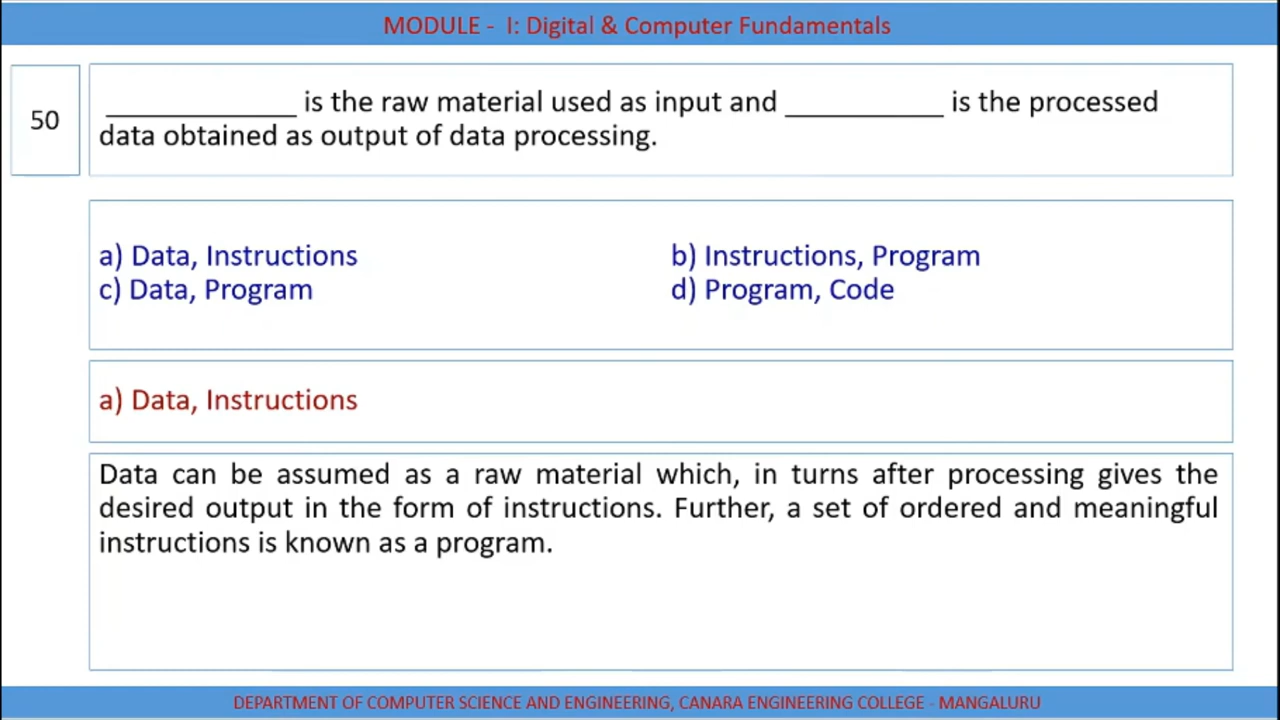 MODULE - I: Digital & Computer Fundamentals
50
____________ is the raw material used as input and __________ is the processed
data obtained as output of data processing.
a) Data, Instructions b) Instructions, Program
c) Data, Program d) Program, Code
a) Data, Instructions
Data can be assumed as a raw material which, in turns after processing gives the
desired output in the form of instructions. Further, a set of ordered and meaningful
instructions is known as a program.
DEPARTMENT OF COMPUTER SCIENCE AND ENGINEERING, CANARA ENGINEERING COLLEGE - MANGALURU